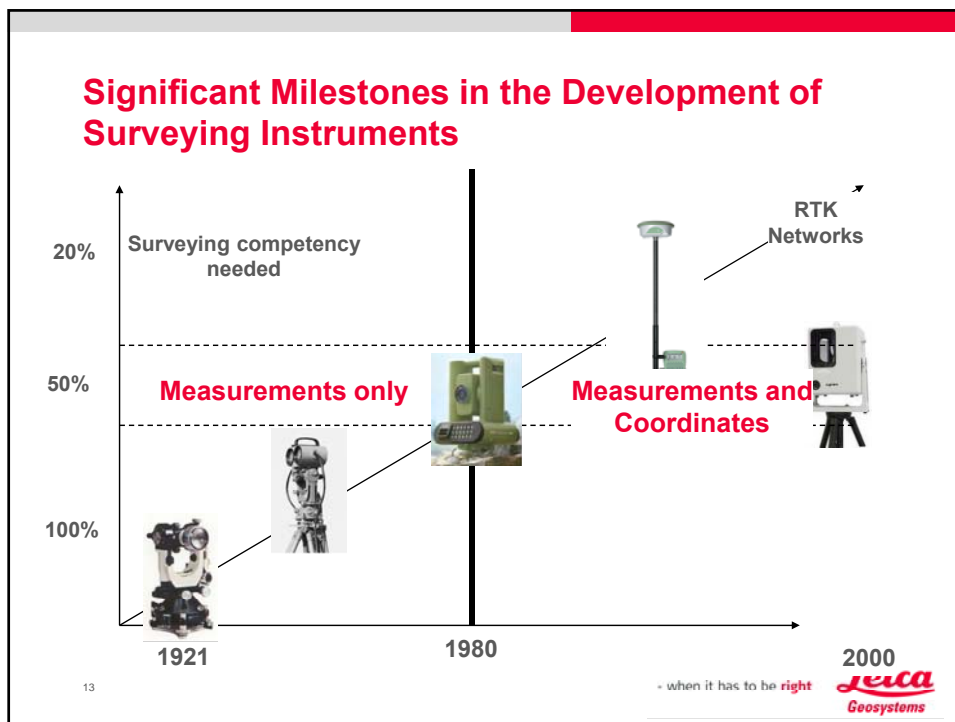 Significant Milestones in the Development of
Surveying Instruments
RTK
Networks
20%
Surveying competency
needed
50%
Measurements only
Measurements and
Coordinates
100%
1921
1980
2000
13
- when it has to be right
Leica
Geosystems